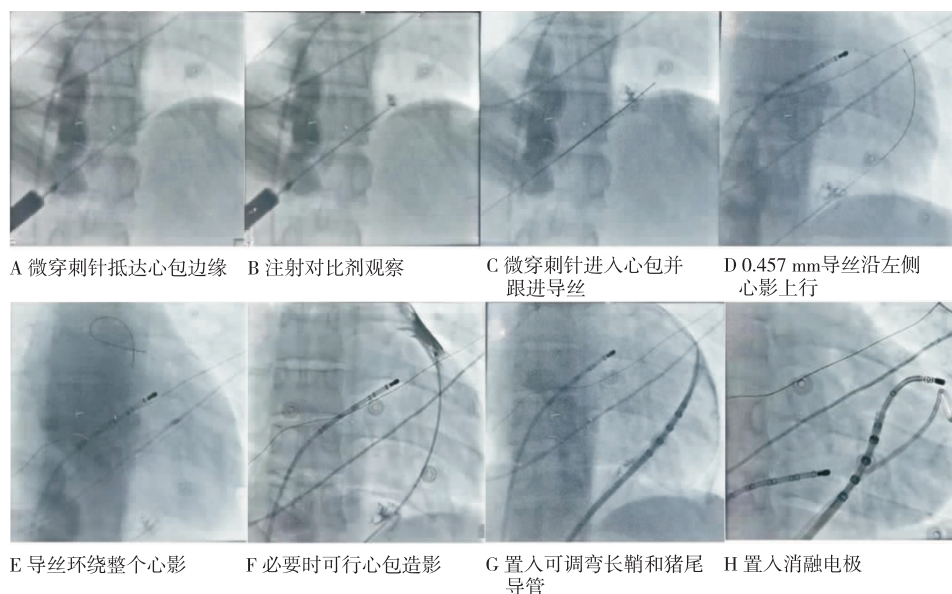 A 微穿刺针抵达心包边缘
B 注射对比剂观察
C 微穿刺针进入心包并
跟进导丝
D 0.457 mm导丝沿左侧
心影上行
E 导丝环绕整个心影
F 必要时可行心包造影
G 置入可调弯长鞘和猪尾
导管
H 置入消融电极